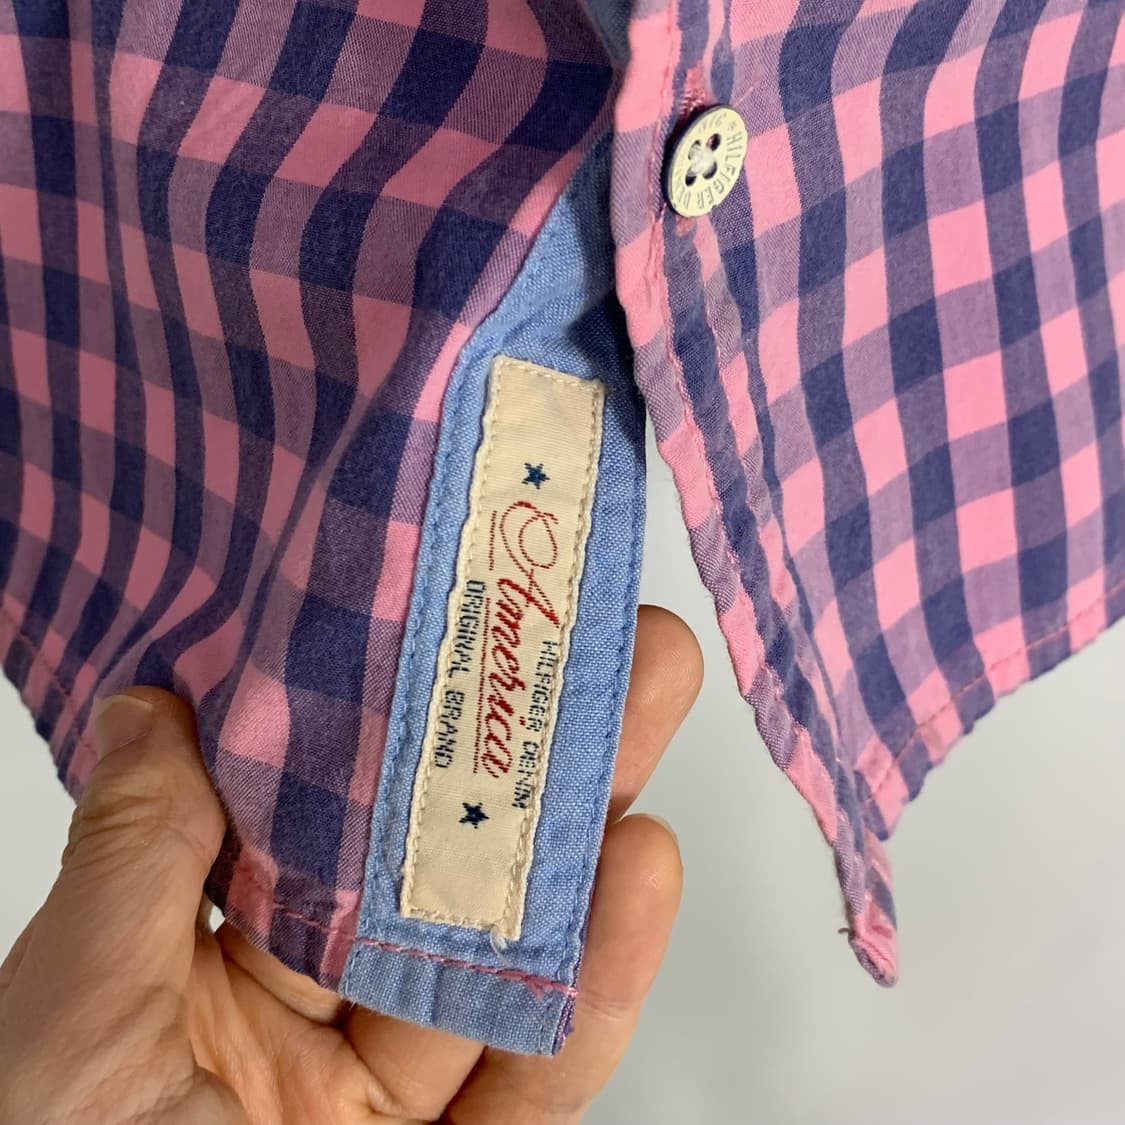 HILFIGER DENIM
America
ORIGINAL BRAND
HILFIGER